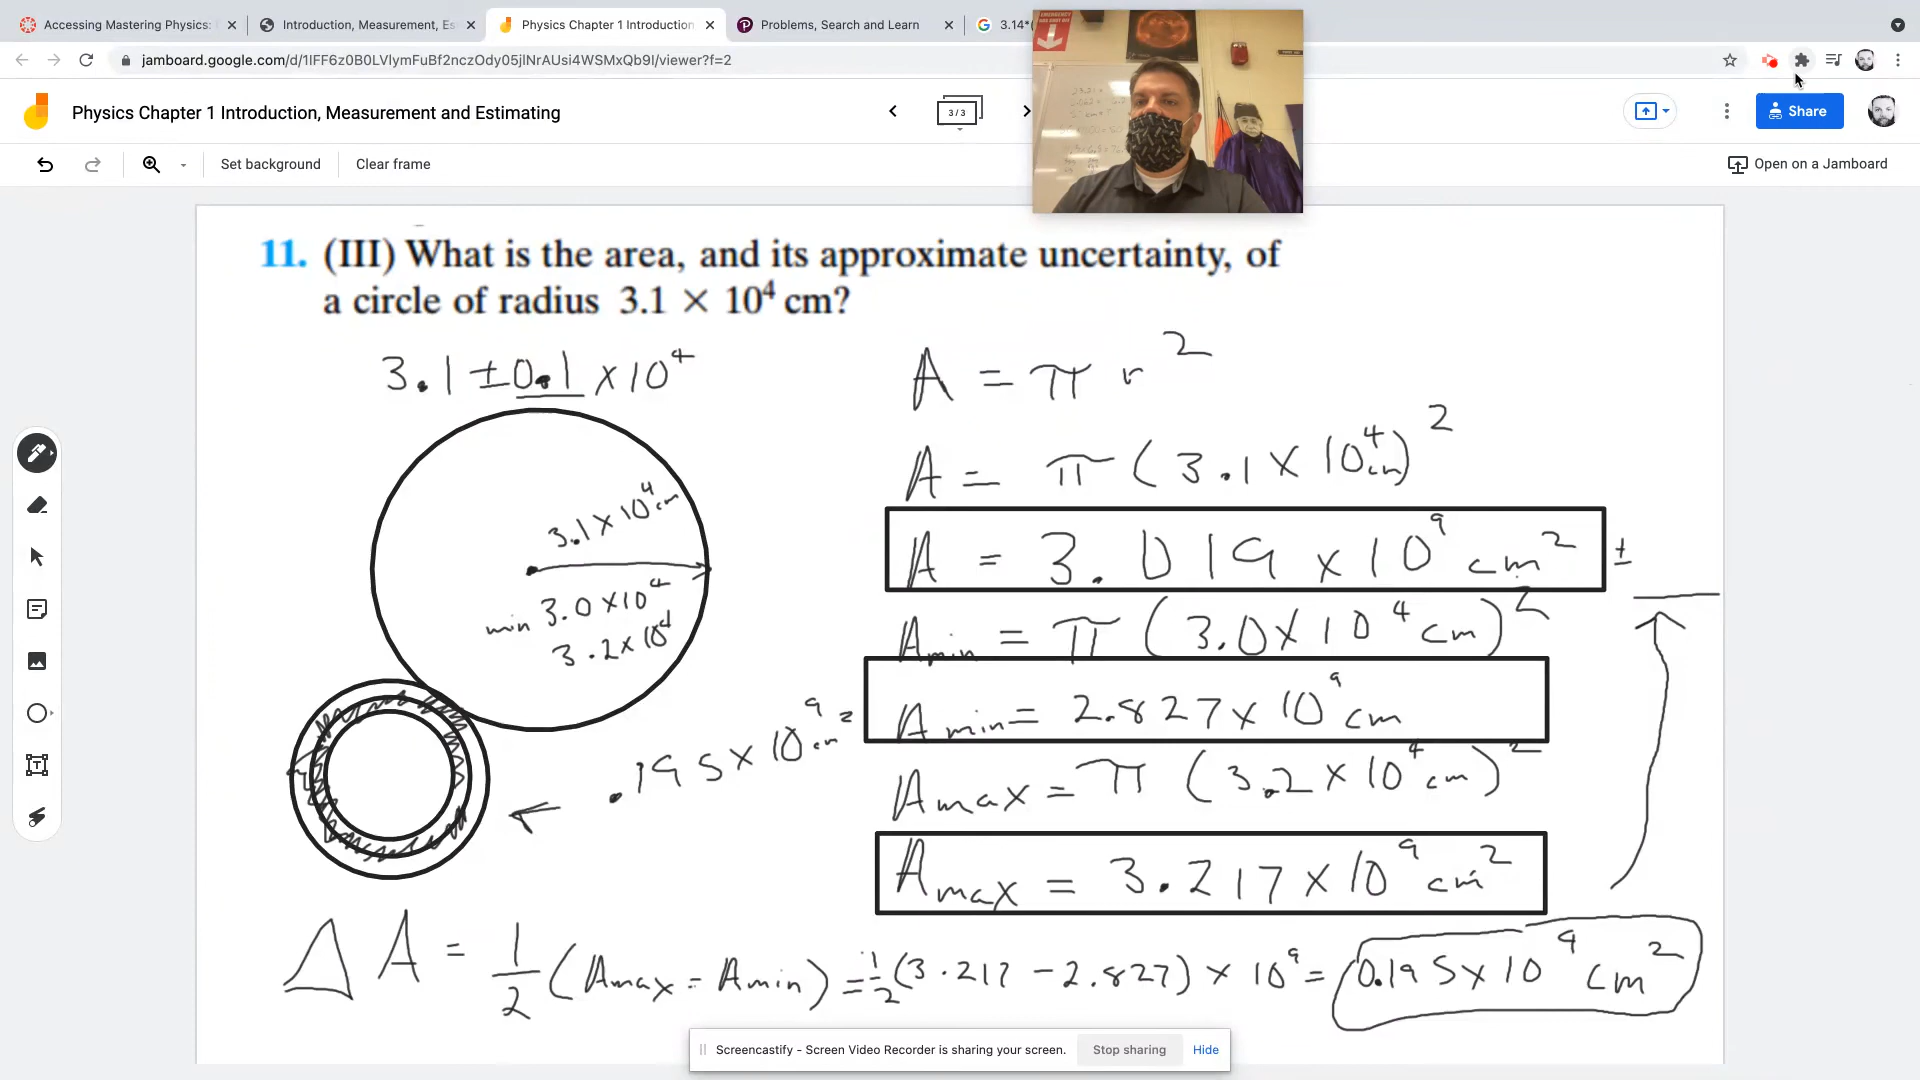 Accessing Mastering Physics:
Introduction, Measurement, Es
Physics Chapter 1 Introduction
Problems, Search and Learn
3.14*(
jamboard.google.com/d/1IFF6z0B0LVlymFuBf2nczOdy05jlNrAUsi4WSMxQb9I/viewer?f=2
Physics Chapter 1 Introduction, Measurement and Estimating
3 / 3
Share
Set background
Clear frame
Open on a Jamboard
11. (III) What is the area, and its approximate uncertainty, of
a circle of radius 3.1 × 10⁴ cm?
3.1 ± 0.1 × 10⁴
3.1 × 10⁴ cm
min 3.0 × 10⁴
3.2 × 10⁴
.195 × 10⁹ cm² =
A = π r²
A = π (3.1 × 10⁴ cm)²
A = 3.019 × 10⁹ cm² ±
Amin = π (3.0 × 10⁴ cm)²
Amin = 2.827 × 10⁹ cm
Amax = π (3.2 × 10⁴ cm)²
Amax = 3.217 × 10⁹ cm²
ΔA = 1/2 (Amax - Amin) = 1/2 (3.217 - 2.827) × 10⁹ = 0.195 × 10⁹ cm²
Screencastify - Screen Video Recorder is sharing your screen.
Stop sharing
Hide